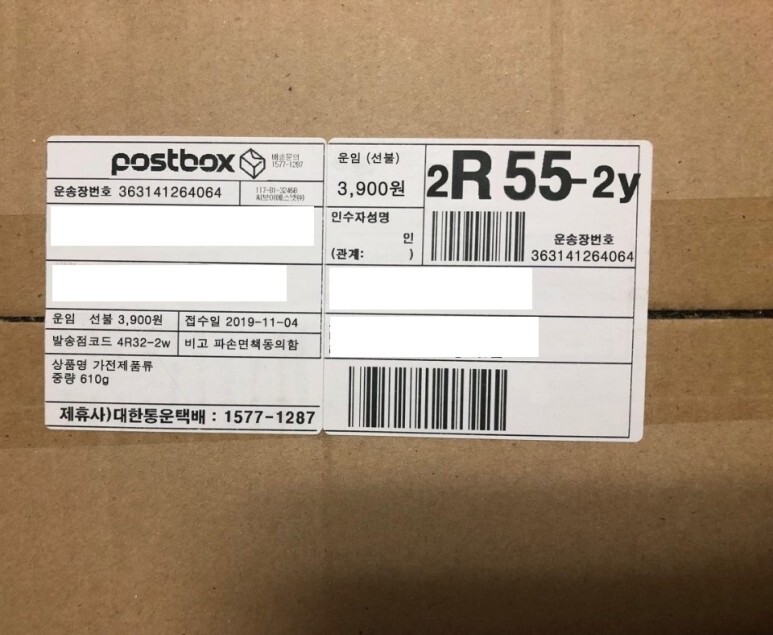 postbox
배송문의
1577-1287
운송장번호 363141264064
117-81-32468
운임 선불 3,900원
접수일 2019-11-04
발송점코드 4R32-2w
비고 파손면책동의함
상품명 가전제품류
중량 610g
제휴사)대한통운택배 : 1577-1287
운임 (선불)
3,900원
2R 55-2y
인수자성명
인
(관계: )
운송장번호
363141264064